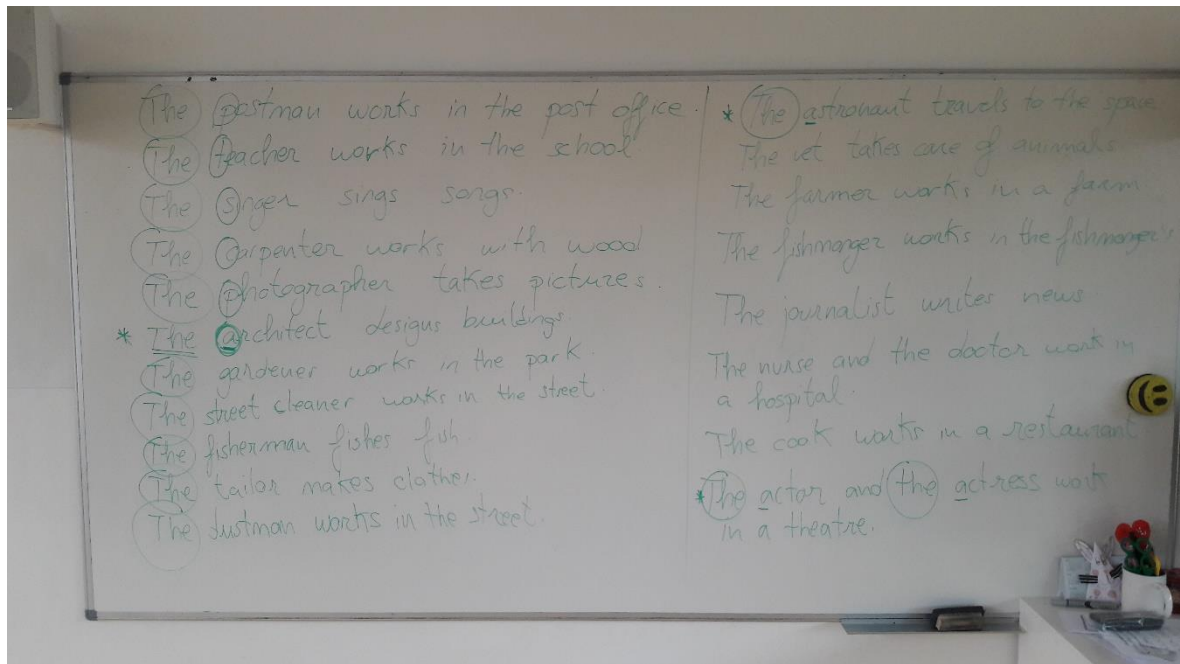 The postman works in the post office.
The teacher works in the school
The singer sings songs.
The carpenter works with wood
The photographer takes pictures.
* The architect designs buildings.
The gardener works in the park.
The street cleaner works in the street.
The fisherman fishes fish.
The tailor makes clothes.
The dustman works in the street.
* The astronaut travels to the space.
The vet takes care of animals
The farmer works in a farm
The fishmonger works in the fishmonger's
The journalist writes news.
The nurse and the doctor work in
a hospital.
The cook works in a restaurant
* The actor and the actress work
in a theatre.